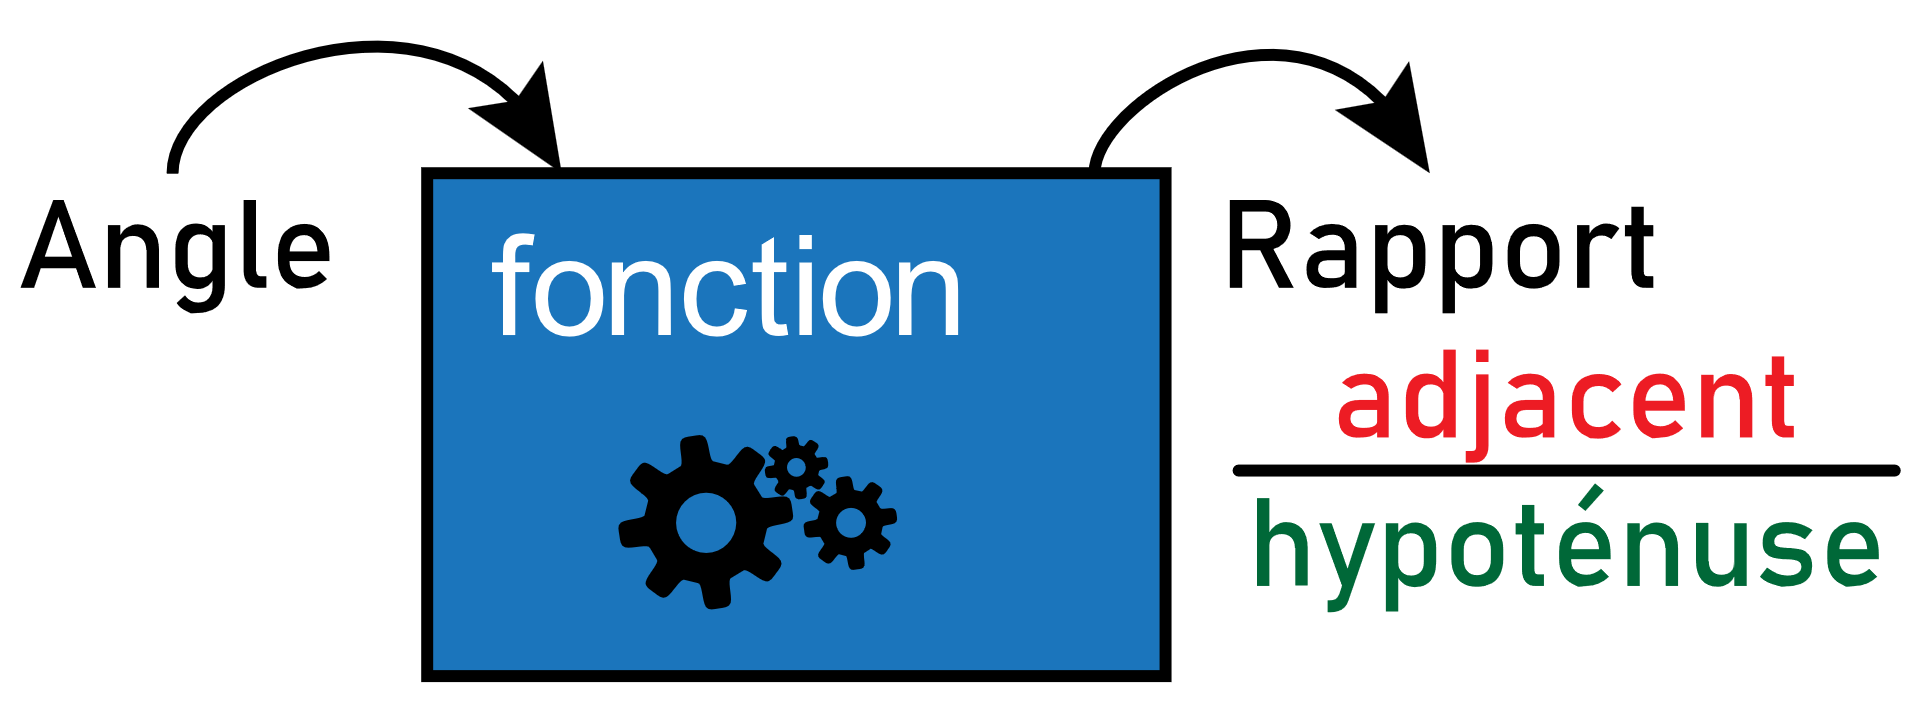 Angle
fonction
Rapport
adjacent
hypoténuse